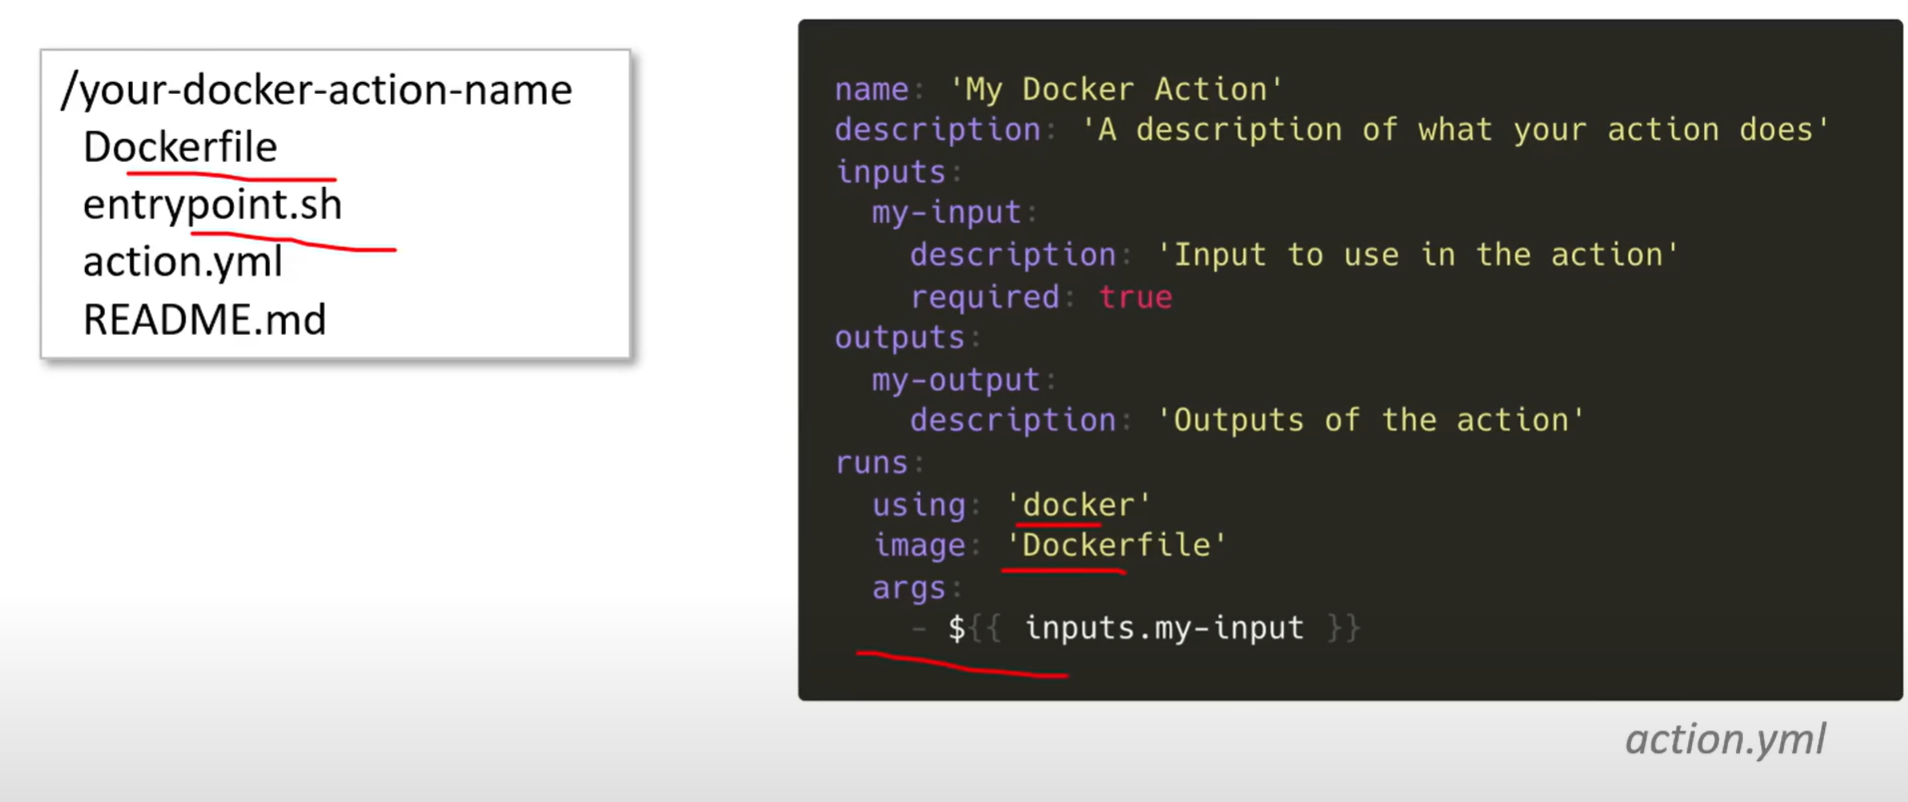 /your-docker-action-name
Dockerfile
entrypoint.sh
action.yml
README.md
name: 'My Docker Action'
description: 'A description of what your action does'
inputs:
  my-input:
    description: 'Input to use in the action'
    required: true
outputs:
  my-output:
    description: 'Outputs of the action'
runs:
  using: 'docker'
  image: 'Dockerfile'
  args:
    - ${{ inputs.my-input }}
action.yml